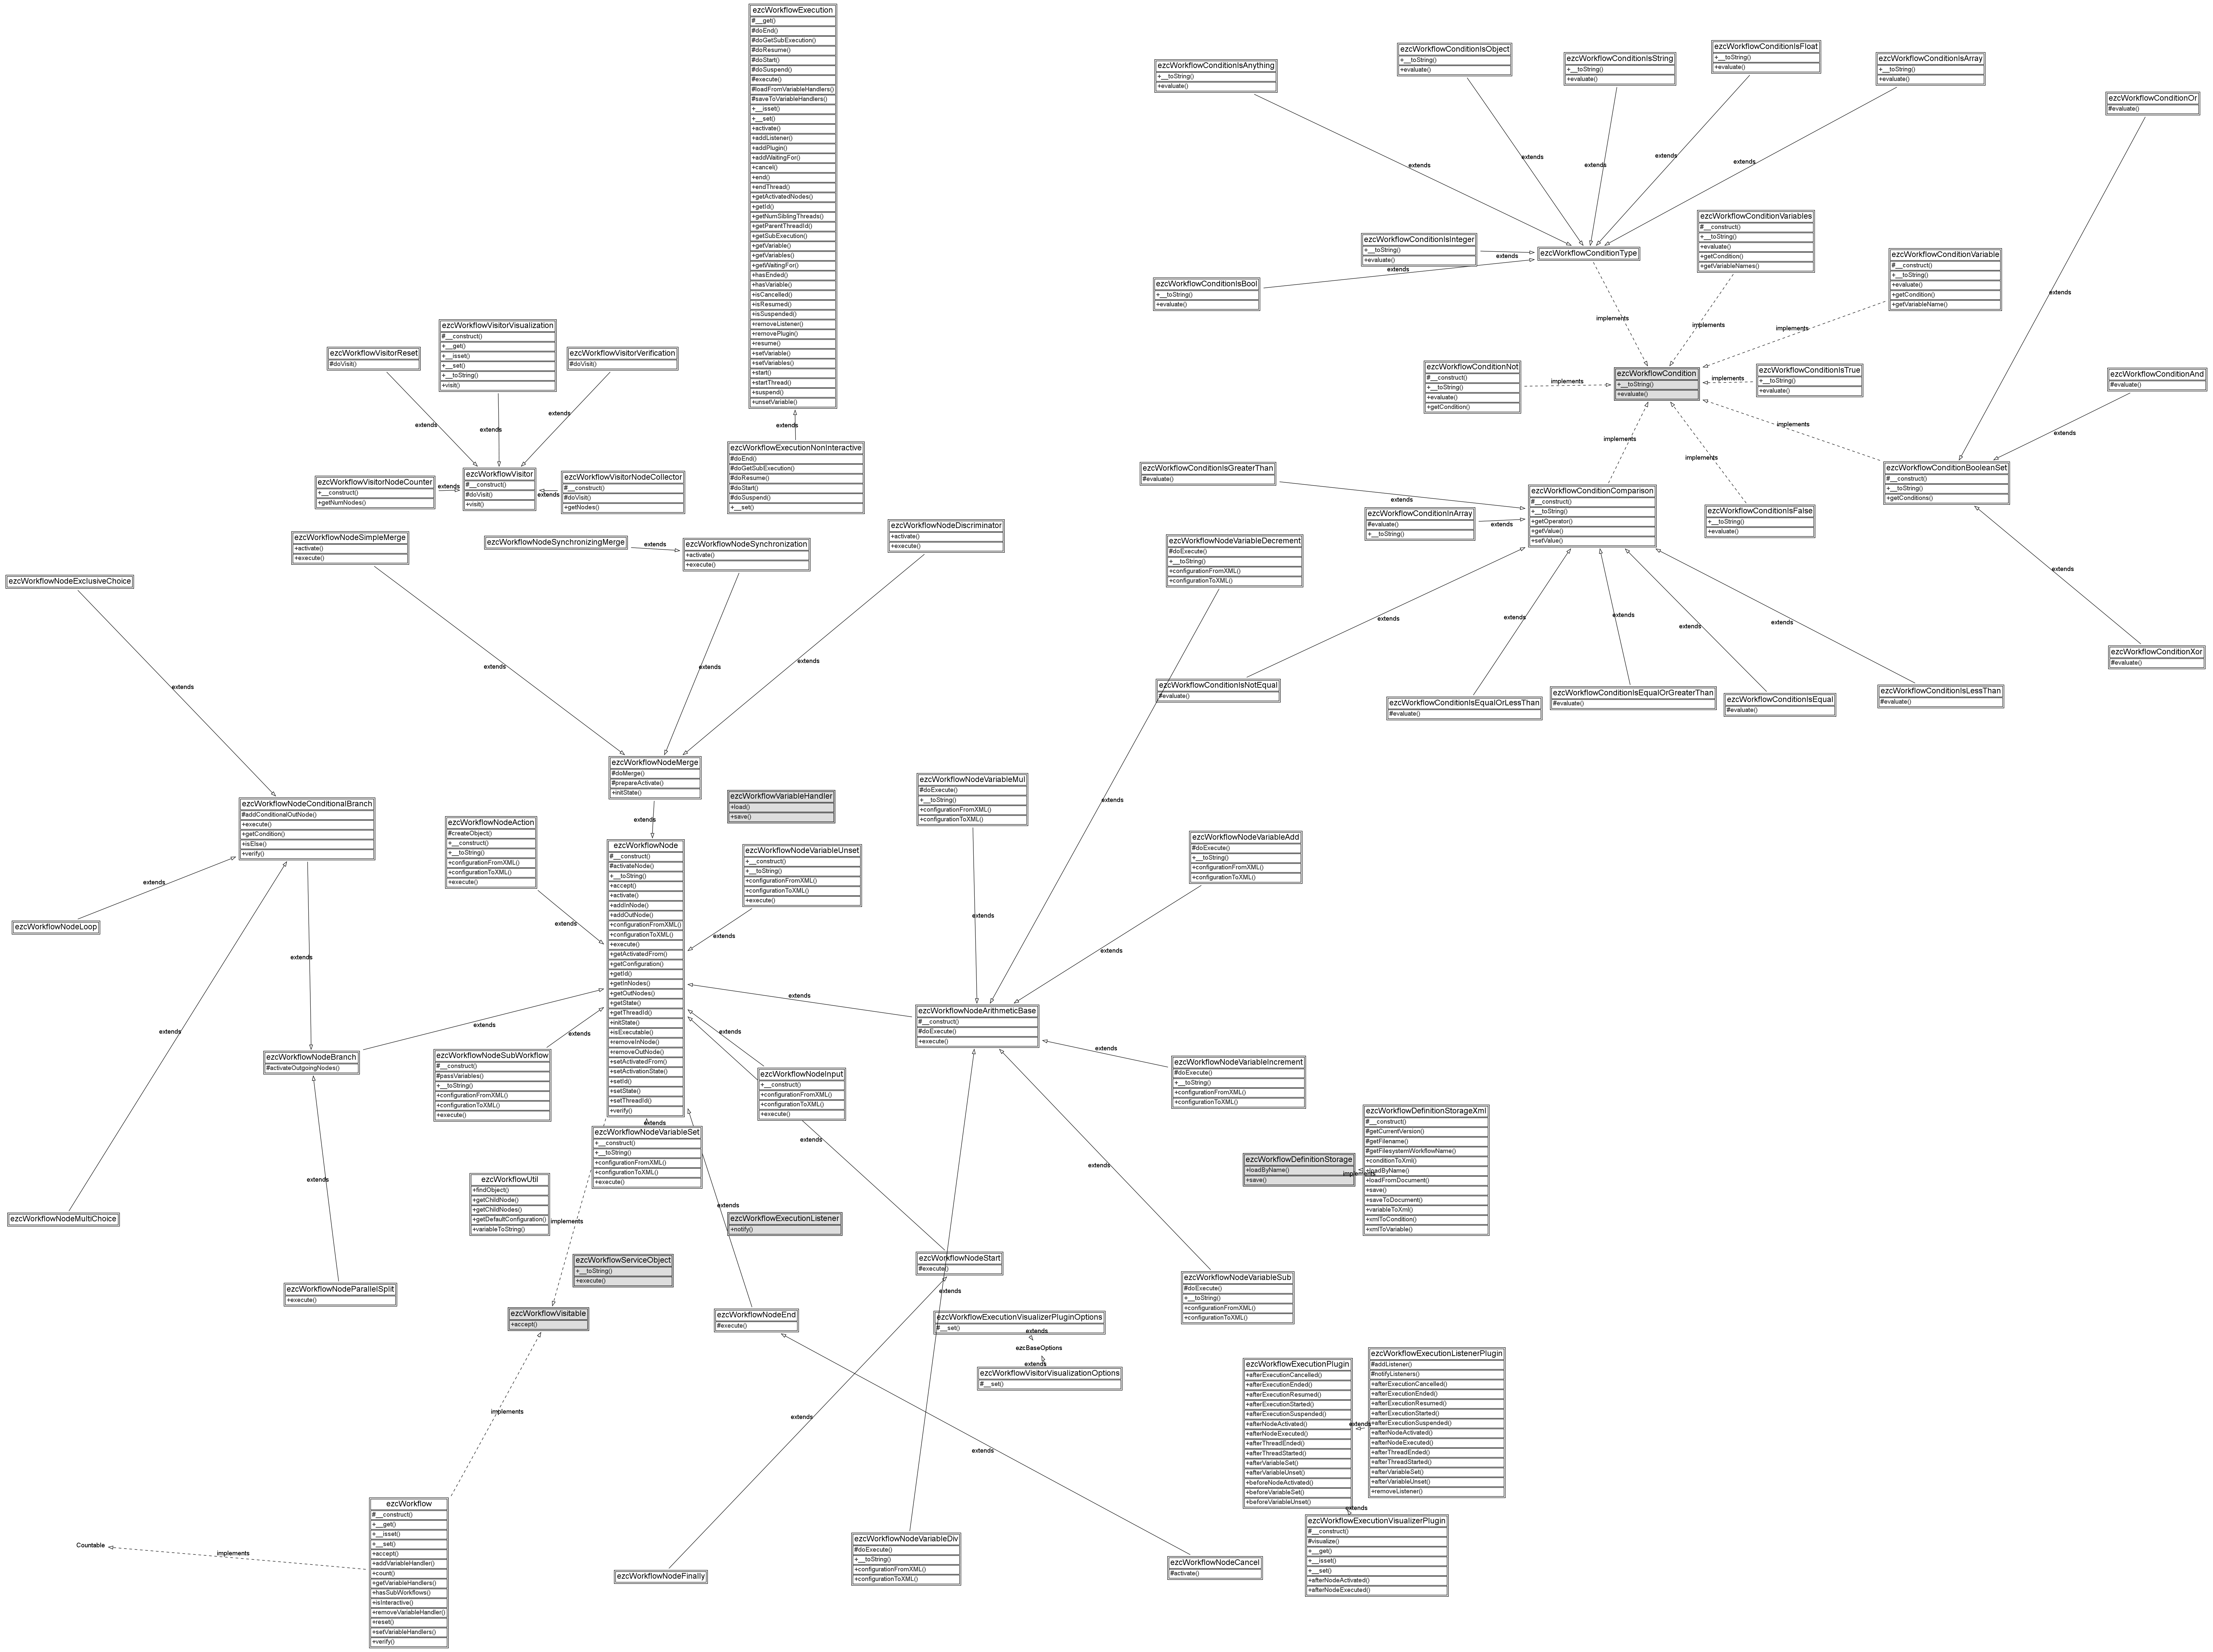 ezcWorkflowExecution
#__get()
#doEnd()
#doGetSubExecution()
#doResume()
#doStart()
#doSuspend()
#execute()
#loadFromVariableHandlers()
#saveToVariableHandlers()
+__isset()
+__set()
+activate()
+addListener()
+addPlugin()
+addWaitingFor()
+cancel()
+end()
+endThread()
+getActivatedNodes()
+getId()
+getNumSiblingThreads()
+getParentThreadId()
+getSubExecution()
+getVariable()
+getVariables()
+getWaitingFor()
+hasEnded()
+hasVariable()
+isCancelled()
+isResumed()
+isSuspended()
+removeListener()
+removePlugin()
+resume()
+setVariable()
+setVariables()
+start()
+startThread()
+suspend()
+unsetVariable()
extends
ezcWorkflowExecutionNonInteractive
#doEnd()
#doGetSubExecution()
#doResume()
#doStart()
#doSuspend()
+__set()
ezcWorkflowConditionIsAnything
+__toString()
+evaluate()
ezcWorkflowConditionIsObject
+__toString()
+evaluate()
ezcWorkflowConditionIsString
+__toString()
+evaluate()
ezcWorkflowConditionIsFloat
+__toString()
+evaluate()
ezcWorkflowConditionIsArray
+__toString()
+evaluate()
ezcWorkflowConditionOr
#evaluate()
extends
extends
extends
extends
extends
extends
ezcWorkflowConditionIsInteger
+__toString()
+evaluate()
extends
ezcWorkflowConditionIsBool
+__toString()
+evaluate()
extends
ezcWorkflowConditionType
ezcWorkflowConditionVariables
#__construct()
+__toString()
+evaluate()
+getCondition()
+getVariableNames()
ezcWorkflowConditionVariable
#__construct()
+__toString()
+evaluate()
+getCondition()
+getVariableName()
implements
implements
implements
ezcWorkflowConditionNot
#__construct()
+__toString()
+evaluate()
+getCondition()
implements
ezcWorkflowCondition
+__toString()
+evaluate()
implements
ezcWorkflowConditionIsTrue
+__toString()
+evaluate()
ezcWorkflowConditionAnd
#evaluate()
implements
implements
implements
extends
ezcWorkflowVisitorReset
#doVisit()
ezcWorkflowVisitorVisualization
#__construct()
+__get()
+__isset()
+__set()
+__toString()
+visit()
ezcWorkflowVisitorVerification
#doVisit()
extends
extends
extends
ezcWorkflowVisitorNodeCounter
+__construct()
+getNumNodes()
extends
ezcWorkflowVisitor
#__construct()
#doVisit()
+visit()
extends
ezcWorkflowVisitorNodeCollector
#__construct()
#doVisit()
+getNodes()
ezcWorkflowConditionIsGreaterThan
#evaluate()
extends
ezcWorkflowConditionInArray
#evaluate()
+__toString()
extends
ezcWorkflowConditionComparison
#__construct()
+__toString()
+getOperator()
+getValue()
+setValue()
ezcWorkflowConditionIsFalse
+__toString()
+evaluate()
ezcWorkflowConditionBooleanSet
#__construct()
+__toString()
+getConditions()
extends
ezcWorkflowConditionXor
#evaluate()
extends
extends
extends
extends
extends
ezcWorkflowConditionIsNotEqual
#evaluate()
ezcWorkflowConditionIsEqualOrLessThan
#evaluate()
ezcWorkflowConditionIsEqualOrGreaterThan
#evaluate()
ezcWorkflowConditionIsEqual
#evaluate()
ezcWorkflowConditionIsLessThan
#evaluate()
ezcWorkflowNodeSimpleMerge
+activate()
+execute()
ezcWorkflowNodeSynchronizingMerge
extends
ezcWorkflowNodeSynchronization
+activate()
+execute()
ezcWorkflowNodeDiscriminator
+activate()
+execute()
ezcWorkflowNodeVariableDecrement
#doExecute()
+__toString()
+configurationFromXML()
+configurationToXML()
ezcWorkflowNodeExclusiveChoice
extends
extends
extends
extends
ezcWorkflowNodeMerge
#doMerge()
#prepareActivate()
+initState()
extends
ezcWorkflowVariableHandler
+load()
+save()
ezcWorkflowNodeVariableMul
#doExecute()
+__toString()
+configurationFromXML()
+configurationToXML()
extends
ezcWorkflowNodeConditionalBranch
#addConditionalOutNode()
+execute()
+getCondition()
+isElse()
+verify()
ezcWorkflowNodeAction
#createObject()
+__construct()
+__toString()
+configurationFromXML()
+configurationToXML()
+execute()
ezcWorkflowNode
#__construct()
#activateNode()
+__toString()
+accept()
+activate()
+addInNode()
+addOutNode()
+configurationFromXML()
+configurationToXML()
+execute()
+getActivatedFrom()
+getConfiguration()
+getId()
+getInNodes()
+getOutNodes()
+getState()
+getThreadId()
+initState()
+isExecutable()
+removeInNode()
+removeOutNode()
+setActivatedFrom()
+setActivationState()
+setId()
+setState()
+setThreadId()
+verify()
ezcWorkflowNodeVariableUnset
+__construct()
+__toString()
+configurationFromXML()
+configurationToXML()
+execute()
ezcWorkflowNodeVariableAdd
#doExecute()
+__toString()
+configurationFromXML()
+configurationToXML()
extends
ezcWorkflowNodeLoop
extends
extends
extends
extends
extends
extends
extends
extends
extends
extends
extends
ezcWorkflowNodeArithmeticBase
#__construct()
#doExecute()
+execute()
extends
ezcWorkflowNodeBranch
#activateOutgoingNodes()
ezcWorkflowNodeSubWorkflow
#__construct()
#passVariables()
+__toString()
+configurationFromXML()
+configurationToXML()
+execute()
ezcWorkflowNodeInput
+__construct()
+configurationFromXML()
+configurationToXML()
+execute()
ezcWorkflowNodeVariableIncrement
#doExecute()
+__toString()
+configurationFromXML()
+configurationToXML()
extends
ezcWorkflowNodeVariableSet
+__construct()
+__toString()
+configurationFromXML()
+configurationToXML()
+execute()
extends
extends
extends
extends
implements
ezcWorkflowUtil
+findObject()
+getChildNode()
+getChildNodes()
+getDefaultConfiguration()
+variableToString()
ezcWorkflowExecutionListener
+notify()
ezcWorkflowDefinitionStorage
+loadByName()
+save()
implements
ezcWorkflowDefinitionStorageXml
#__construct()
#getCurrentVersion()
#getFilename()
#getFilesystemWorkflowName()
+conditionToXml()
+loadByName()
+loadFromDocument()
+save()
+saveToDocument()
+variableToXml()
+xmlToCondition()
+xmlToVariable()
ezcWorkflowNodeMultiChoice
ezcWorkflowServiceObject
+__toString()
+execute()
ezcWorkflowNodeStart
#execute()
extends
ezcWorkflowNodeVariableSub
#doExecute()
+__toString()
+configurationFromXML()
+configurationToXML()
ezcWorkflowNodeParallelSplit
+execute()
ezcWorkflowVisitable
+accept()
ezcWorkflowNodeEnd
#execute()
ezcWorkflowExecutionVisualizerPluginOptions
#__set()
extends
ezcBaseOptions
extends
ezcWorkflowVisitorVisualizationOptions
#__set()
implements
extends
extends
ezcWorkflowExecutionPlugin
+afterExecutionCancelled()
+afterExecutionEnded()
+afterExecutionResumed()
+afterExecutionStarted()
+afterExecutionSuspended()
+afterNodeActivated()
+afterNodeExecuted()
+afterThreadEnded()
+afterThreadStarted()
+afterVariableSet()
+afterVariableUnset()
+beforeNodeActivated()
+beforeVariableSet()
+beforeVariableUnset()
extends
ezcWorkflowExecutionListenerPlugin
#addListener()
#notifyListeners()
+afterExecutionCancelled()
+afterExecutionEnded()
+afterExecutionResumed()
+afterExecutionStarted()
+afterExecutionSuspended()
+afterNodeActivated()
+afterNodeExecuted()
+afterThreadEnded()
+afterThreadStarted()
+afterVariableSet()
+afterVariableUnset()
+removeListener()
extends
ezcWorkflowExecutionVisualizerPlugin
#__construct()
#visualize()
+__get()
+__isset()
+__set()
+afterNodeActivated()
+afterNodeExecuted()
Countable
implements
ezcWorkflow
#__construct()
+__get()
+__isset()
+__set()
+accept()
+addVariableHandler()
+count()
+getVariableHandlers()
+hasSubWorkflows()
+isInteractive()
+removeVariableHandler()
+reset()
+setVariableHandlers()
+verify()
ezcWorkflowNodeFinally
ezcWorkflowNodeVariableDiv
#doExecute()
+__toString()
+configurationFromXML()
+configurationToXML()
ezcWorkflowNodeCancel
#activate()